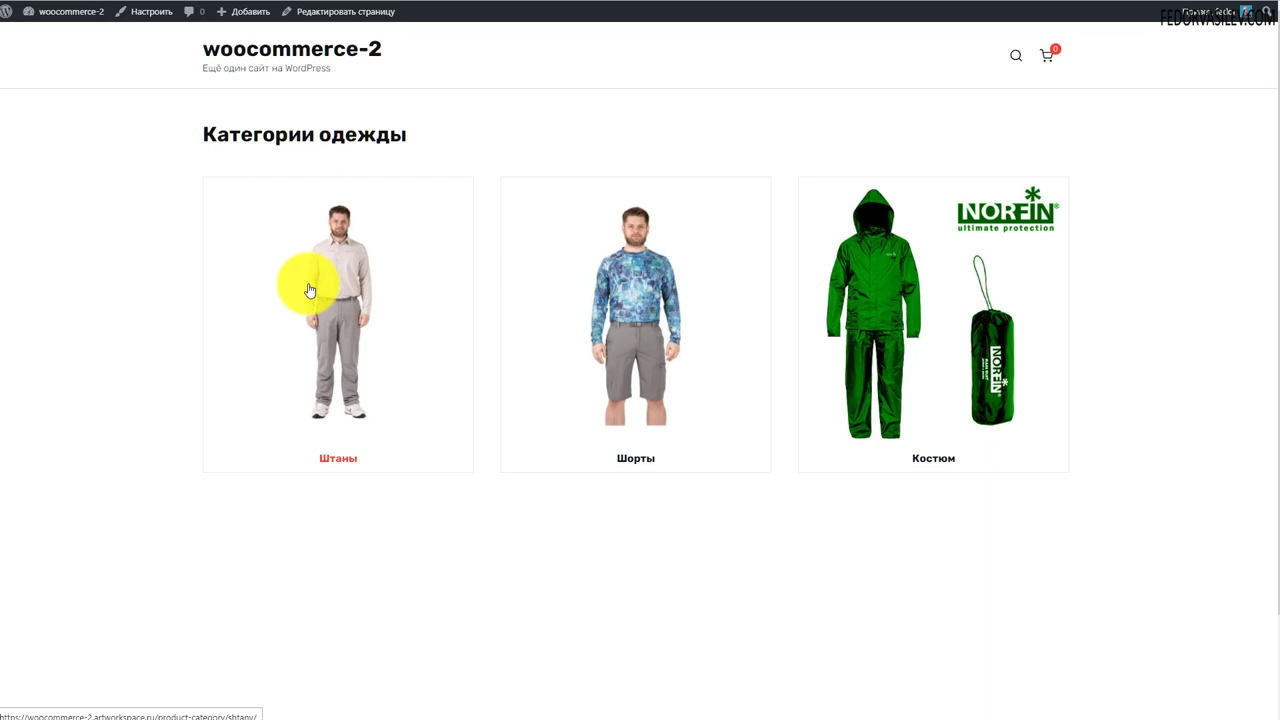 woocommerce-2
Настроить
0
Добавить
Редактировать страницу
FEDORVASILEV.COM
woocommerce-2
Ещё один сайт на WordPress
0
Категории одежды
NORFIN®
ultimate protection
NORFIN
Штаны
Шорты
Костюм
https://woocommerce-2.artworkspace.ru/product-category/shtany/